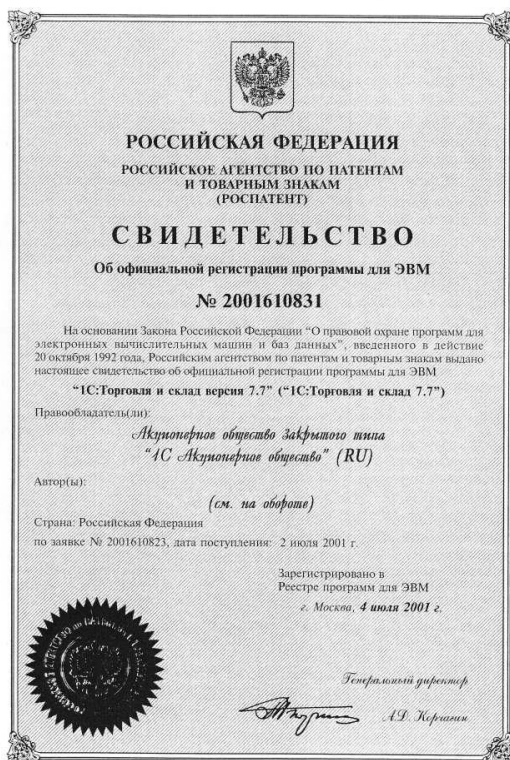 РОССИЙСКАЯ ФЕДЕРАЦИЯ
РОССИЙСКОЕ АГЕНТСТВО ПО ПАТЕНТАМ
И ТОВАРНЫМ ЗНАКАМ
(РОСПАТЕНТ)
СВИДЕТЕЛЬСТВО
Об официальной регистрации программы для ЭВМ
№ 2001610831
На основании Закона Российской Федерации "О правовой охране программ для
электронных вычислительных машин и баз данных", введенного в действие
20 октября 1992 года, Российским агентством по патентам и товарным знакам выдано
настоящее свидетельство об официальной регистрации программы для ЭВМ
"1С:Торговля и склад версия 7.7" ("1С:Торговля и склад 7.7")
Правообладатель(ли):
Акционерное общество закрытого типа
"1С Акционерное общество" (RU)
Автор(ы):
(см. на обороте)
Страна: Российская Федерация
по заявке № 2001610823, дата поступления: 2 июля 2001 г.
Зарегистрировано в
Реестре программ для ЭВМ
г. Москва, 4 июля 2001 г.
Генеральный директор
А.Д. Корчагин